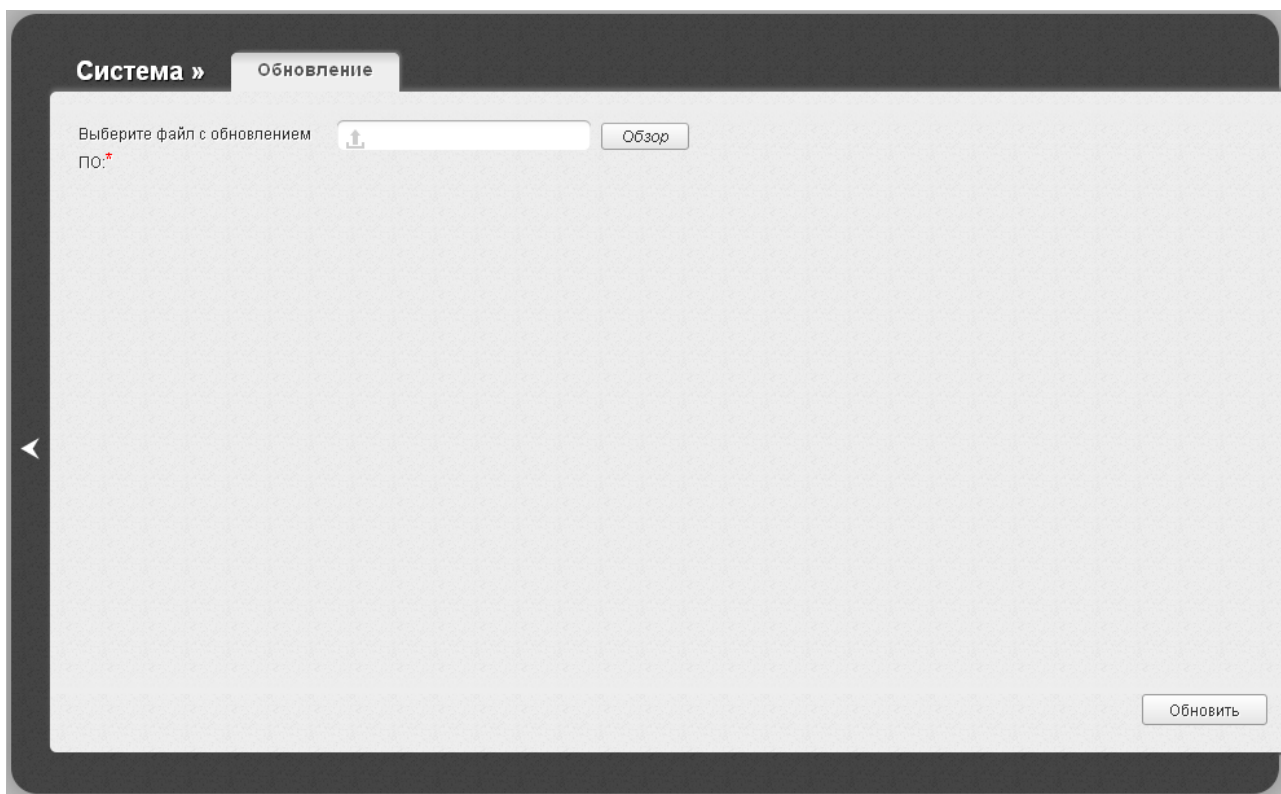 Система »
Обновление
Выберите файл с обновлением
ПО:*
Обзор
Обновить